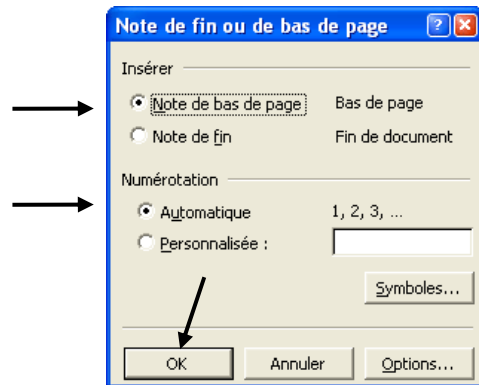 Note de fin ou de bas de page
Insérer
Note de bas de page Bas de page
Note de fin Fin de document
Numérotation
Automatique 1, 2, 3, ...
Personnalisée :
Symboles...
OK Annuler Options...